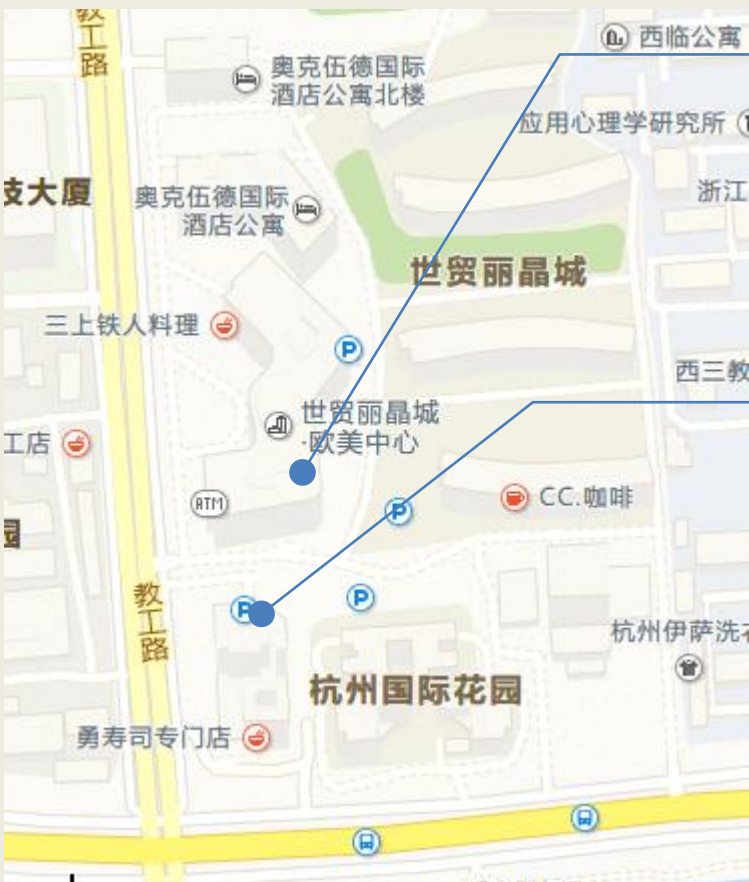 教工路
西临公寓
奥克伍德国际
酒店公寓北楼
应用心理学研究所
技大厦
奥克伍德国际
酒店公寓
浙江
世贸丽晶城
三上铁人料理
P
西三教
世贸丽晶城
·欧美中心
工店
ATM
CC.咖啡
P
园
教工路
P
P
杭州伊萨洗衣
杭州国际花园
勇寿司专门店